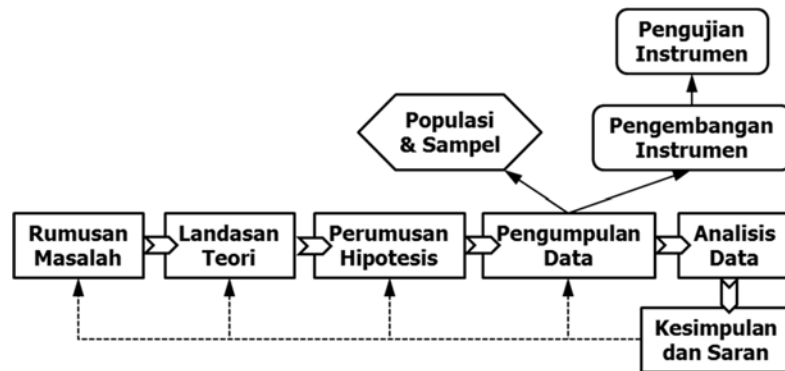 Pengujian
Instrumen
Populasi
& Sampel
Pengembangan
Instrumen
Rumusan
Masalah
Landasan
Teori
Perumusan
Hipotesis
Pengumpulan
Data
Analisis
Data
Kesimpulan
dan Saran